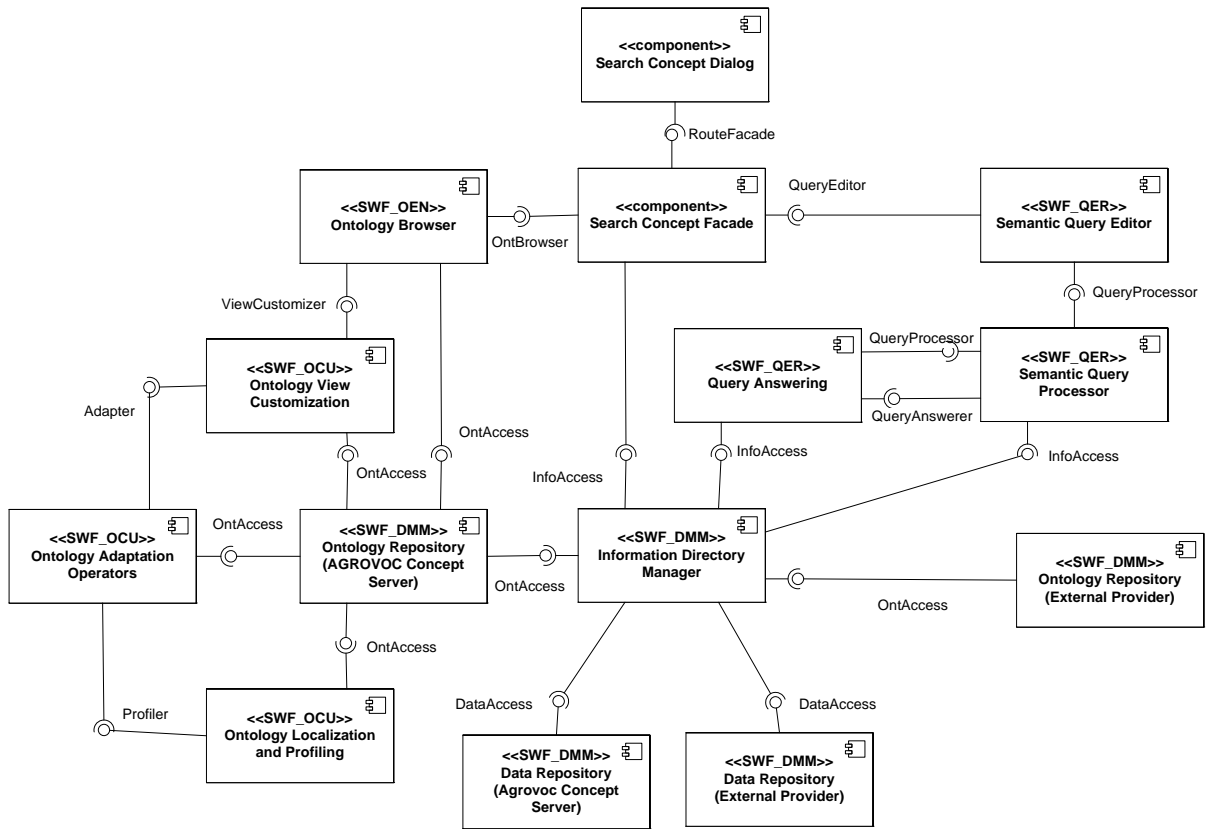 <<component>>
Search Concept Dialog
RouteFacade
<<SWF_OEN>>
Ontology Browser
OntBrowser
<<component>>
Search Concept Facade
QueryEditor
<<SWF_QER>>
Semantic Query Editor
ViewCustomizer
QueryProcessor
<<SWF_OCU>>
Ontology View
Customization
<<SWF_QER>>
Query Answering
QueryProcessor
QueryAnswerer
<<SWF_QER>>
Semantic Query
Processor
Adapter
OntAccess
OntAccess
InfoAccess
InfoAccess
InfoAccess
<<SWF_OCU>>
Ontology Adaptation
Operators
OntAccess
<<SWF_DMM>>
Ontology Repository
(AGROVOC Concept
Server)
OntAccess
<<SWF_DMM>>
Information Directory
Manager
OntAccess
<<SWF_DMM>>
Ontology Repository
(External Provider)
OntAccess
Profiler
<<SWF_OCU>>
Ontology Localization
and Profiling
DataAccess
DataAccess
<<SWF_DMM>>
Data Repository
(Agrovoc Concept
Server)
<<SWF_DMM>>
Data Repository
(External Provider)